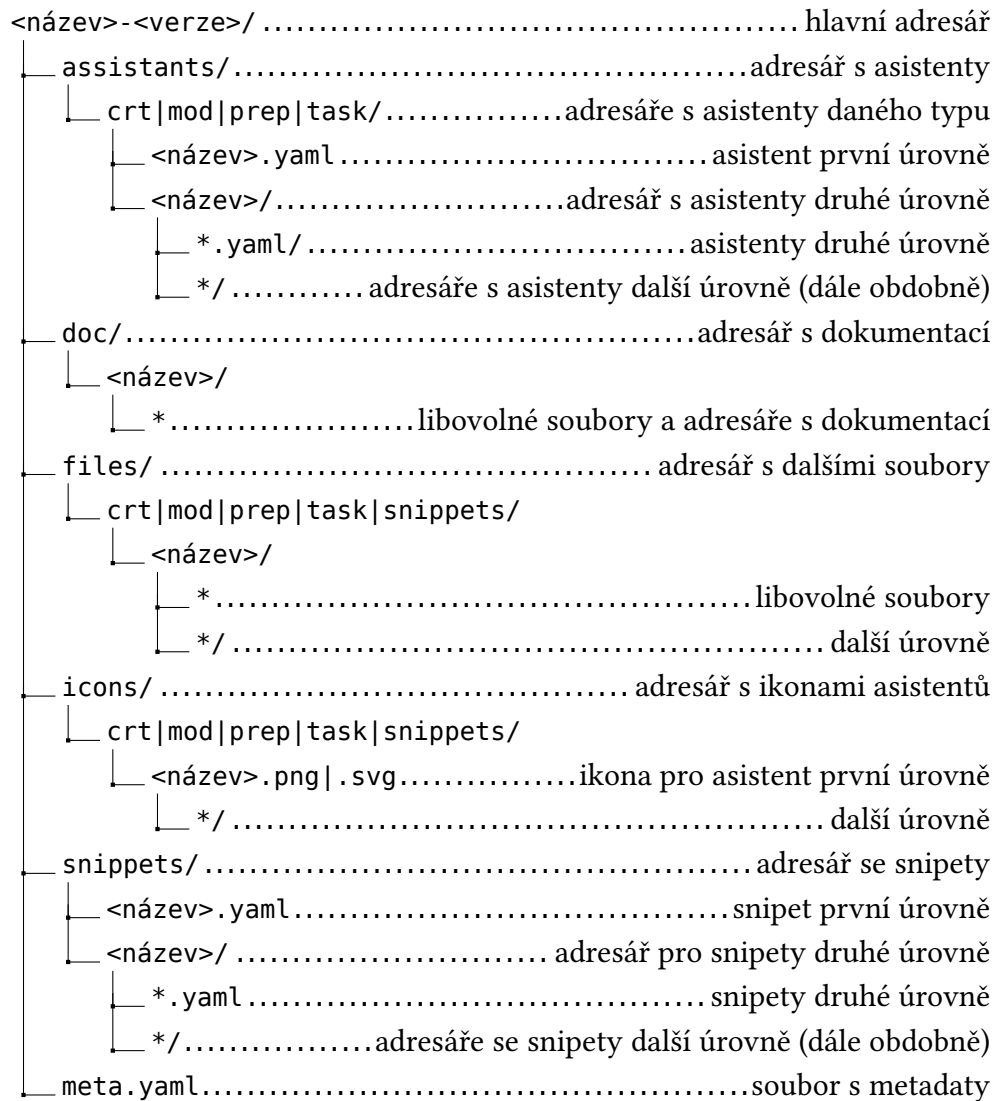 <název>-<verze>/ ........................................ hlavní adresář
assistants/ ........................................ adresář s asistenty
crt|mod|prep|task/ ................ adresáře s asistenty daného typu
<název>.yaml ................................ asistent první úrovně
<název>/ .......................... adresář s asistenty druhé úrovně
*.yaml/ ................................ asistenty druhé úrovně
*/ ............ adresáře s asistenty další úrovně (dále obdobně)
doc/ ........................................ adresář s dokumentací
<název>/
* ...................... libovolné soubory a adresáře s dokumentací
files/ ........................................ adresář s dalšími soubory
crt|mod|prep|task|snippets/
<název>/
* ........................................ libovolné soubory
*/ ........................................ další úrovně
icons/ ........................................ adresář s ikonami asistentů
crt|mod|prep|task|snippets/
<název>.png|.svg ................ ikona pro asistent první úrovně
*/ ........................................ další úrovně
snippets/ ........................................ adresář se snipety
<název>.yaml ................................ snipet první úrovně
<název>/ ............................ adresář pro snipety druhé úrovně
*.yaml ................................ snipety druhé úrovně
*/ ................. adresáře se snipety další úrovně (dále obdobně)
meta.yaml ........................................ soubor s metadaty